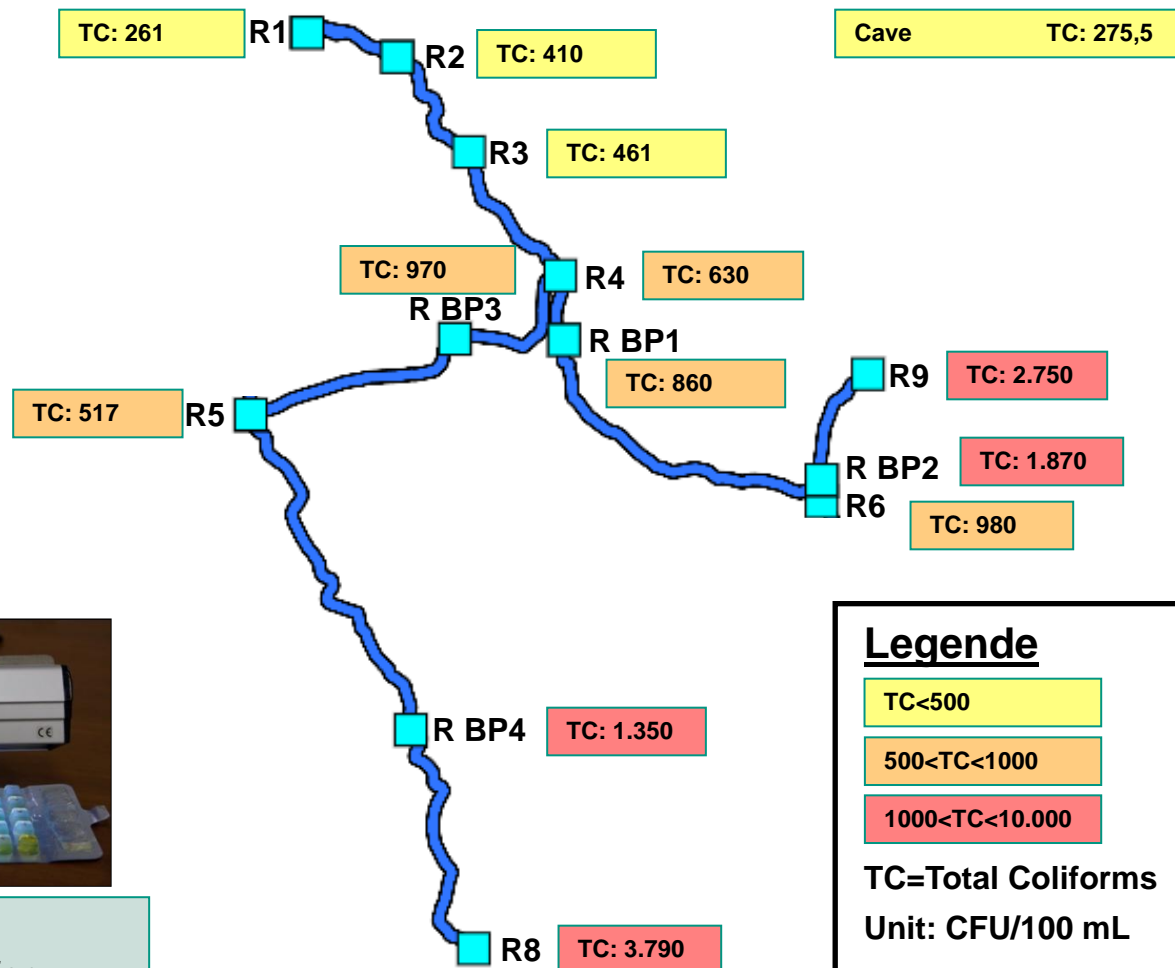 TC: 261
R1
R2
TC: 410
Cave TC: 275,5
R3
TC: 461
TC: 970
R BP3
R4
TC: 630
R BP1
TC: 860
R9
TC: 2.750
TC: 517
R5
R BP2
TC: 1.870
R6
TC: 980
R BP4
TC: 1.350
R8
TC: 3.790
CE
Legende
TC<500
500<TC<1000
1000<TC<10.000
TC=Total Coliforms
Unit: CFU/100 mL